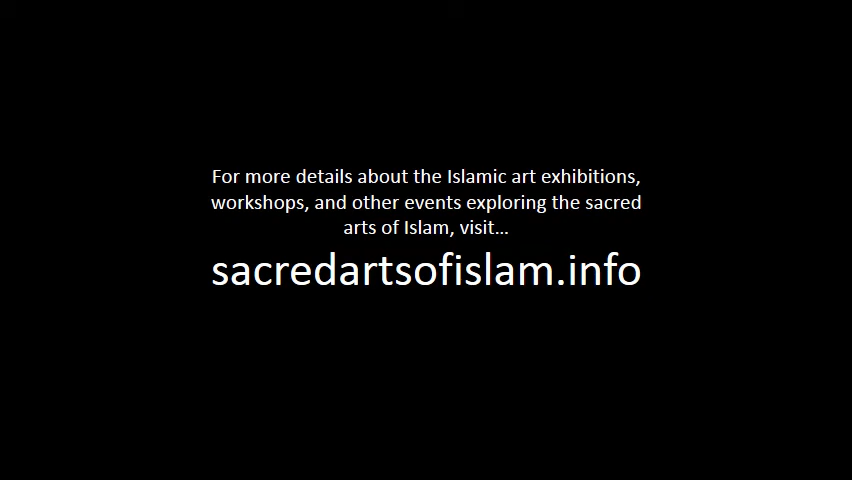 For more details about the Islamic art exhibitions,
workshops, and other events exploring the sacred
arts of Islam, visit...
sacredartsofislam.info